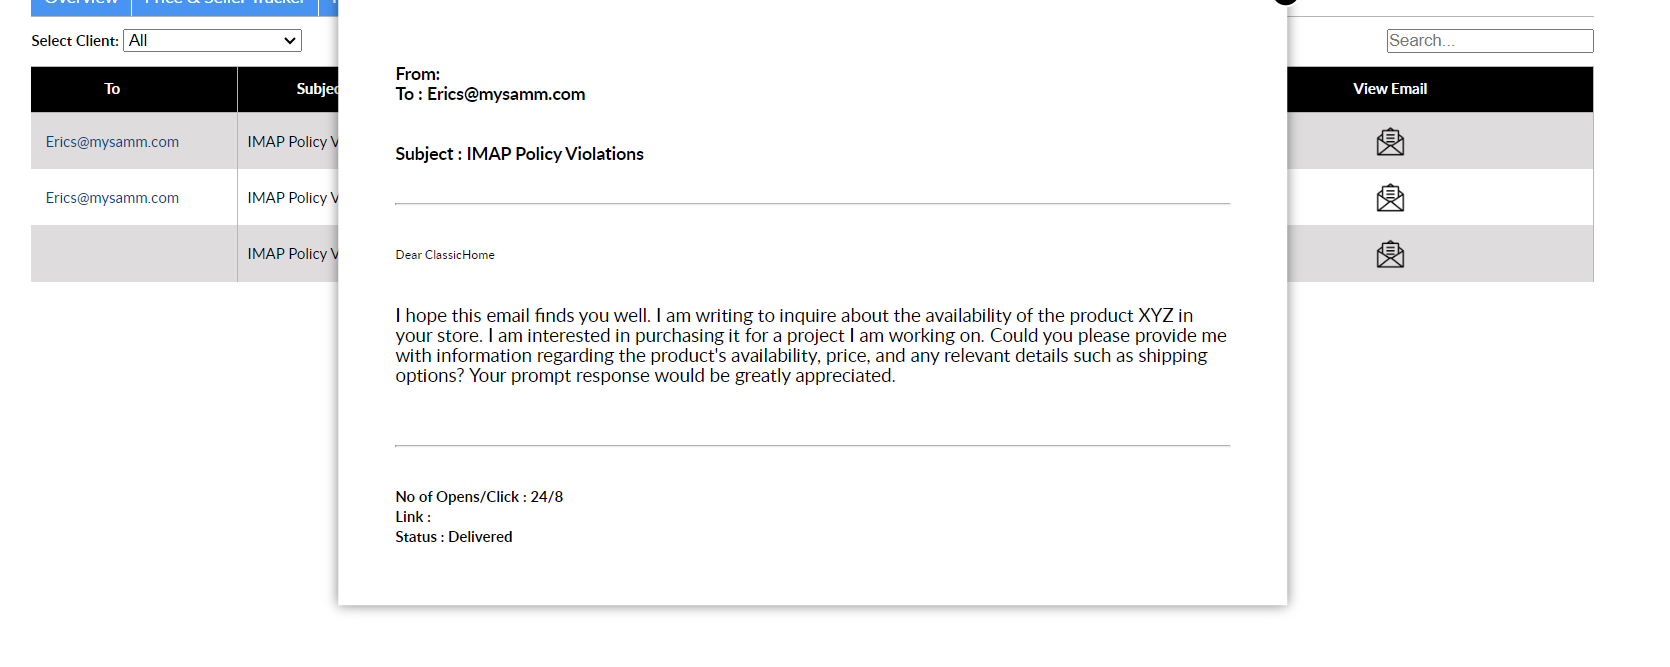 Overview Price & Seller Tracker
Select Client: All
Search...
To Subjec View Email
Erics@mysamm.com IMAP Policy V
Erics@mysamm.com IMAP Policy V
IMAP Policy V
From:
To : Erics@mysamm.com
Subject : IMAP Policy Violations
Dear ClassicHome
I hope this email finds you well. I am writing to inquire about the availability of the product XYZ in
your store. I am interested in purchasing it for a project I am working on. Could you please provide me
with information regarding the product's availability, price, and any relevant details such as shipping
options? Your prompt response would be greatly appreciated.
No of Opens/Click : 24/8
Link :
Status : Delivered